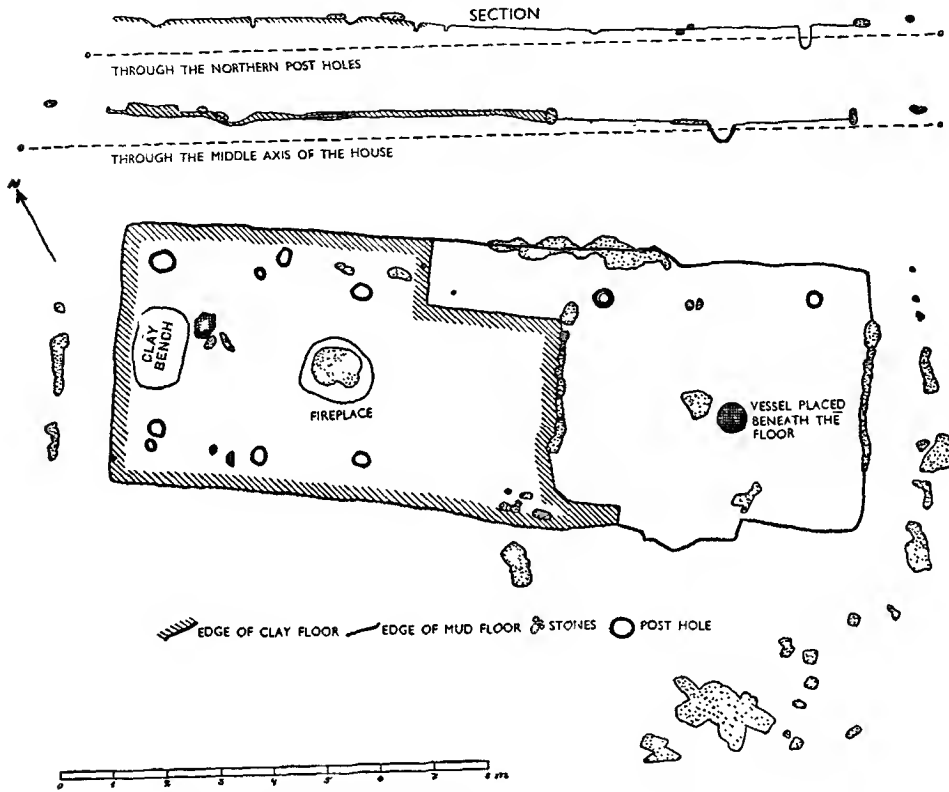 SECTION
THROUGH THE NORTHERN POST HOLES
THROUGH THE MIDDLE AXIS OF THE HOUSE
N
CLAY
BENCH
FIREPLACE
VESSEL PLACED
BENEATH THE
FLOOR
EDGE OF CLAY FLOOR EDGE OF MUD FLOOR STONES POST HOLE
0 1 2 3 4 5 6 7 8 m